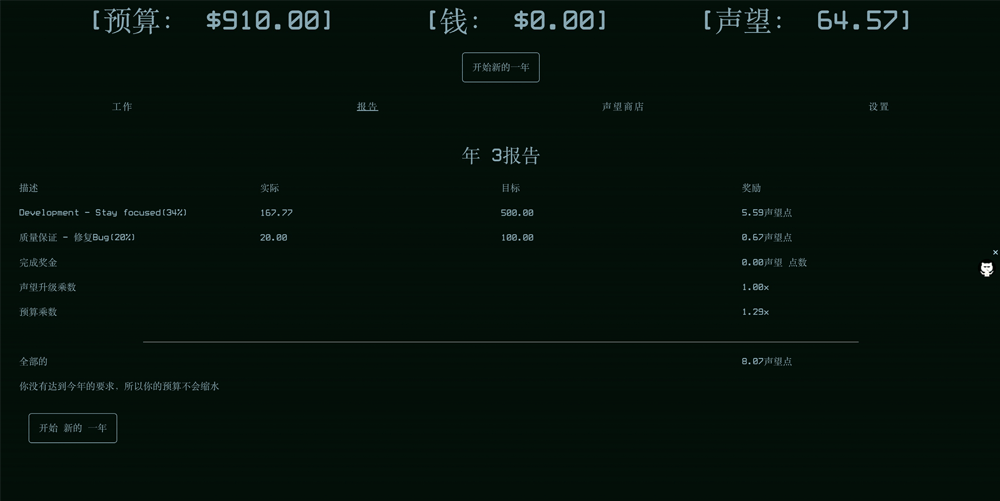 [预算: $910.00] [钱: $0.00] [声望: 64.57]
开始新的一年
工作 报告 声望商店 设置
年 3报告
描述 实际 目标 奖励
Development - Stay focused(34%) 167.77 500.00 5.59声望点
质量保证 - 修复Bug(20%) 20.00 100.00 0.67声望点
完成奖金 0.00声望 点数
声望升级乘数 1.00x
预算乘数 1.29x
全部的 8.07声望点
你没有达到今年的要求，所以你的预算不会缩水
开始 新的 一年